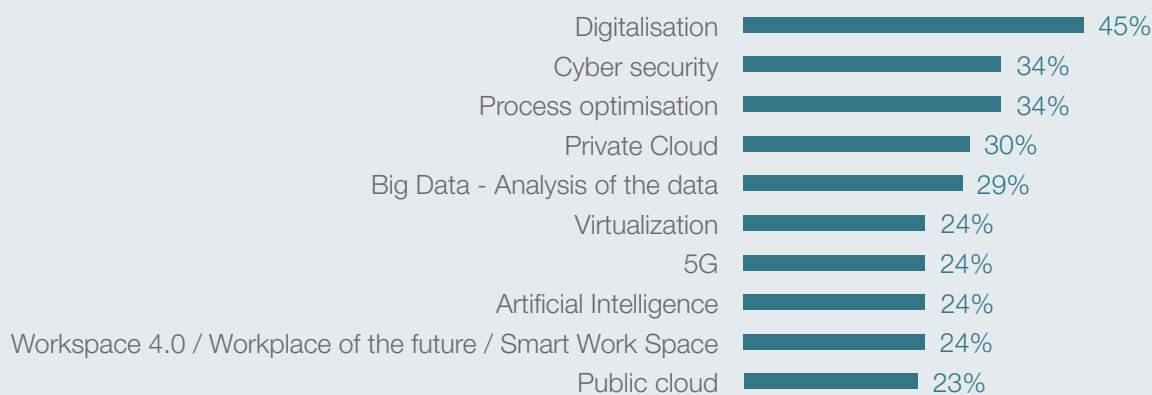 Digitalisation 45%
Cyber security 34%
Process optimisation 34%
Private Cloud 30%
Big Data - Analysis of the data 29%
Virtualization 24%
5G 24%
Artificial Intelligence 24%
Workspace 4.0 / Workplace of the future / Smart Work Space 24%
Public cloud 23%